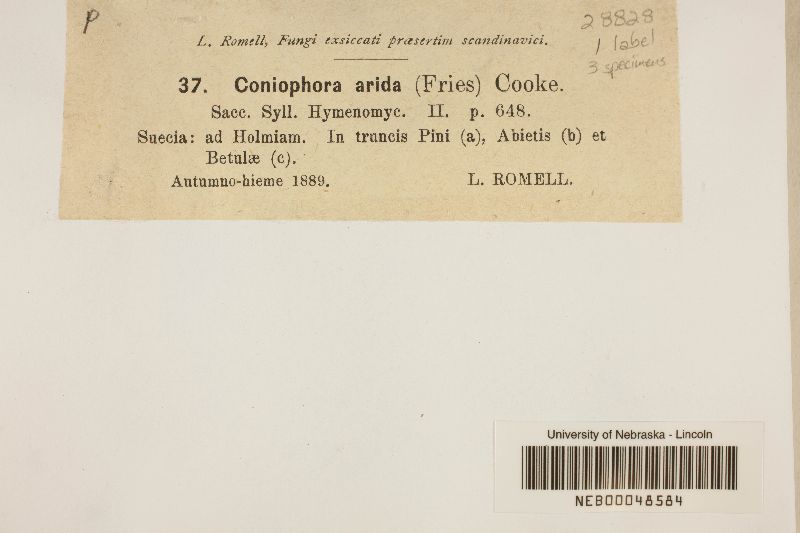 p
28828
1 label
3 specimens
L. Romell, Fungi exsiccati præsertim scandinavici.
37. Coniophora arida (Fries) Cooke.
Sacc. Syll. Hymenomyc. II. p. 648.
Suecia: ad Holmiam. In truncis Pini (a), Abietis (b) et
Betulæ (c).
Autumno-hieme 1889. L. ROMELL.
University of Nebraska - Lincoln
NEB00048584